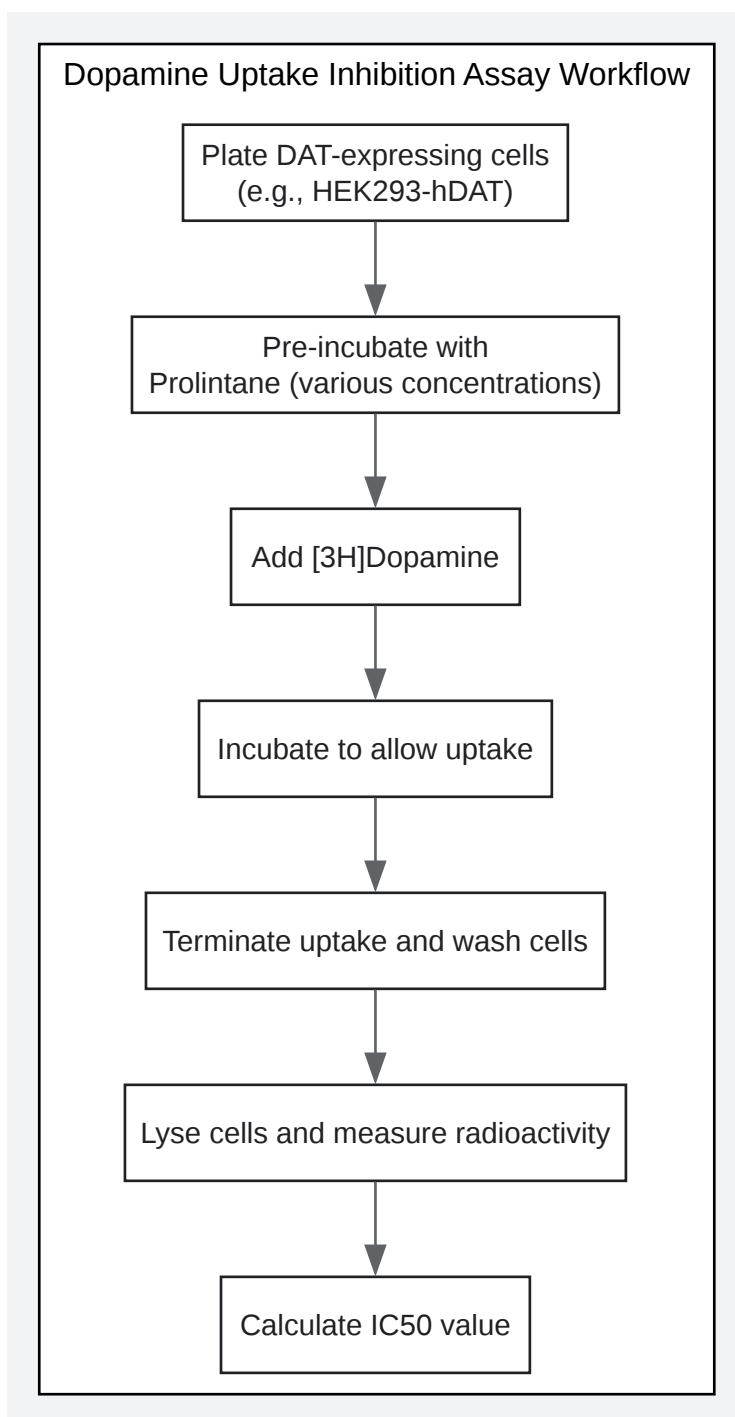 Dopamine Uptake Inhibition Assay Workflow
Plate DAT-expressing cells
(e.g., HEK293-hDAT)
Pre-incubate with
Prolintane (various concentrations)
Add [3H]Dopamine
Incubate to allow uptake
Terminate uptake and wash cells
Lyse cells and measure radioactivity
Calculate IC50 value